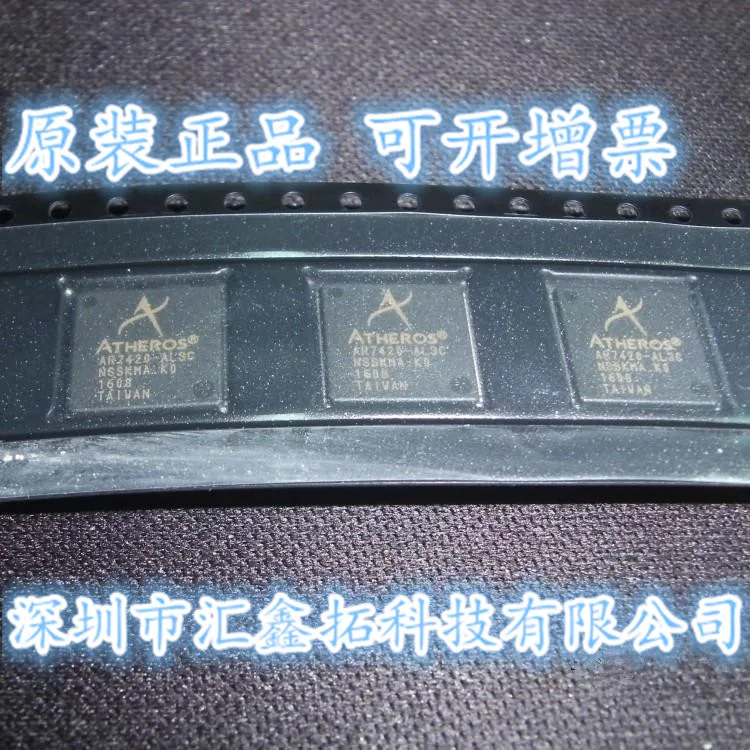 原装正品 可开增票
ATHEROS®
AR7420-AL3C
NSSKMA.K0
1608
TAIWAN
ATHEROS®
AR7420-AL3C
NSSKMA.K0
1608
TAIWAN
ATHEROS®
AR7420-AL3C
NSSKMA.K0
1608
TAIWAN
深圳市汇鑫拓科技有限公司